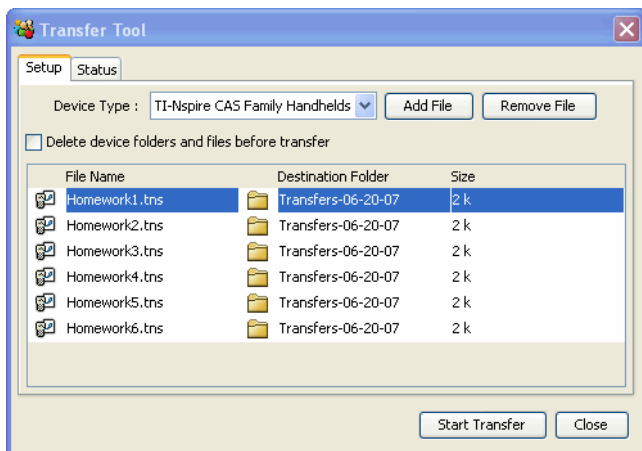 Transfer Tool
Setup Status
Device Type : TI-Nspire CAS Family Handhelds Add File Remove File
Delete device folders and files before transfer
File Name Destination Folder Size
Homework1.tns Transfers-06-20-07 2 k
Homework2.tns Transfers-06-20-07 2 k
Homework3.tns Transfers-06-20-07 2 k
Homework4.tns Transfers-06-20-07 2 k
Homework5.tns Transfers-06-20-07 2 k
Homework6.tns Transfers-06-20-07 2 k
Start Transfer Close